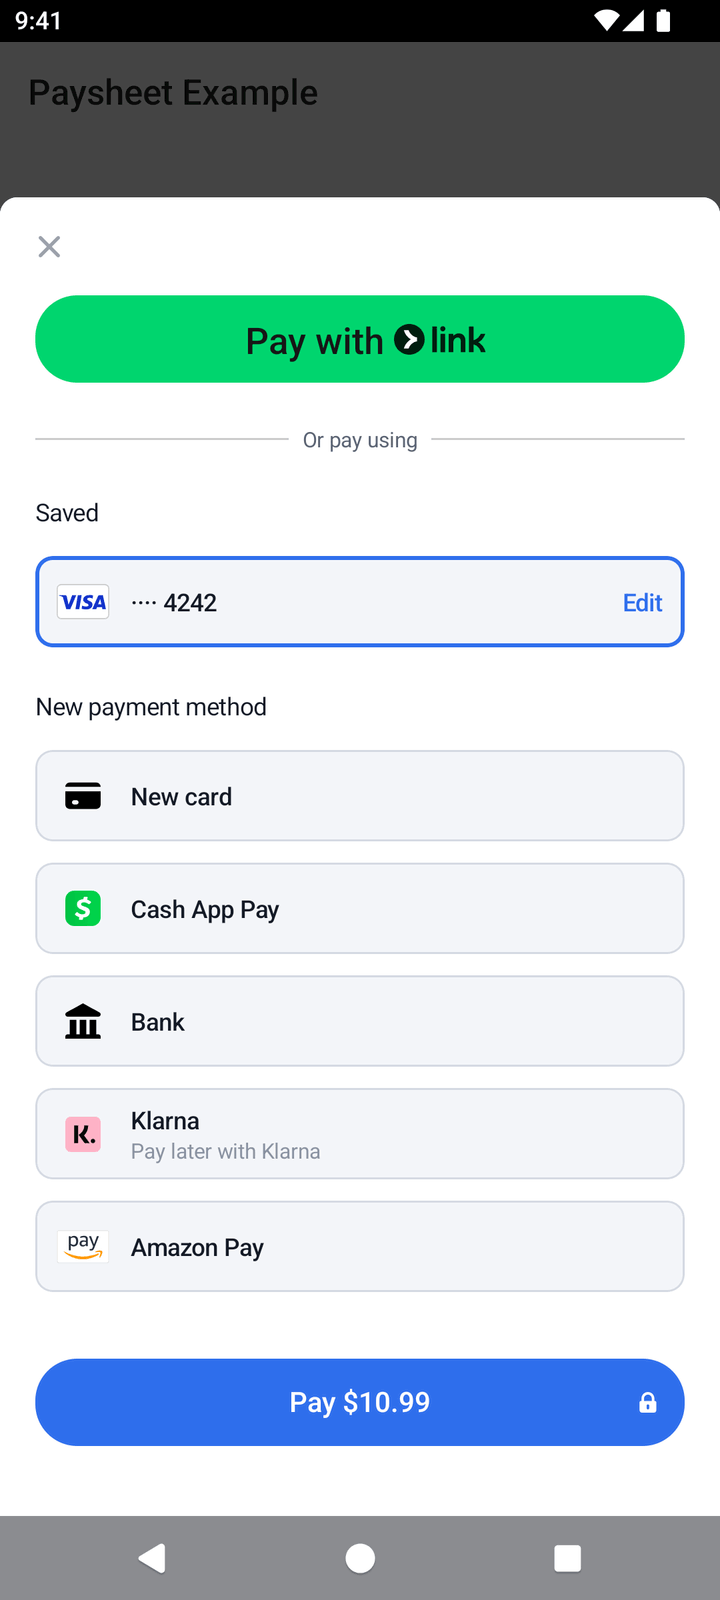 9:41
Paysheet Example
Pay with link
Or pay using
Saved
VISA ···· 4242 Edit
New payment method
New card
$ Cash App Pay
Bank
K. Klarna
Pay later with Klarna
pay Amazon Pay
Pay $10.99